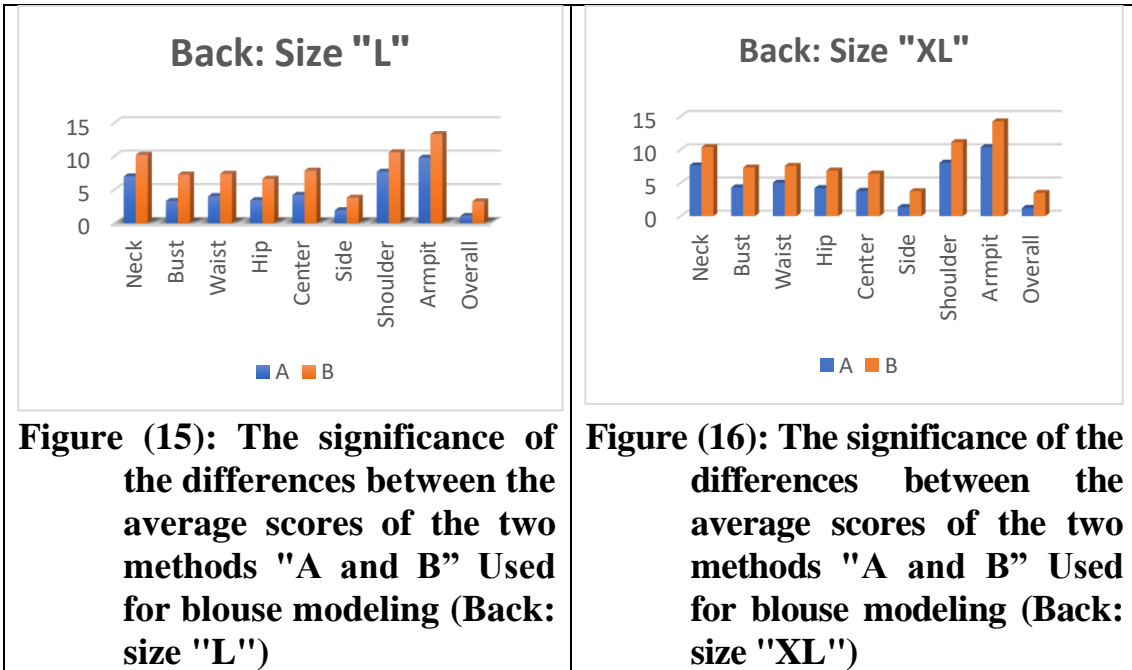 Back: Size "L"
15
10
5
0
Neck
Bust
Waist
Hip
Center
Side
Shoulder
Armpit
Overall
A B
Figure (15): The significance of
the differences between the
average scores of the two
methods "A and B” Used
for blouse modeling (Back:
size "L")
Back: Size "XL"
15
10
5
0
Neck
Bust
Waist
Hip
Center
Side
Shoulder
Armpit
Overall
A B
Figure (16): The significance of the
differences between the
average scores of the two
methods "A and B” Used
for blouse modeling (Back:
size "XL")